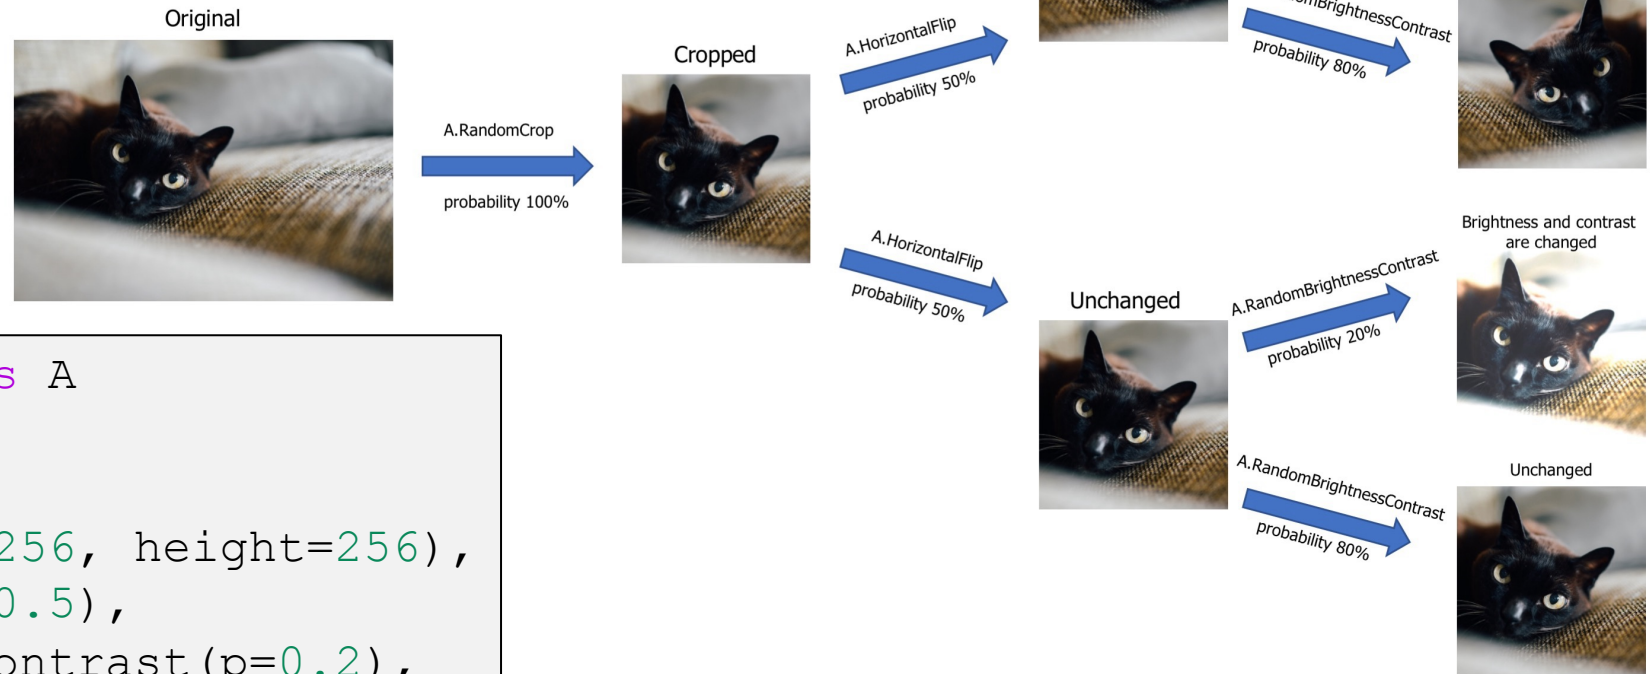 Original
A.RandomCrop
probability 100%
Cropped
A.HorizontalFlip
probability 50%
probability 80%
A.HorizontalFlip
probability 50%
Unchanged
A.RandomBrightnessContrast
probability 20%
Brightness and contrast
are changed
A.RandomBrightnessContrast
probability 80%
Unchanged
s A
256, height=256),
0.5),
ontrast(p=0.2),